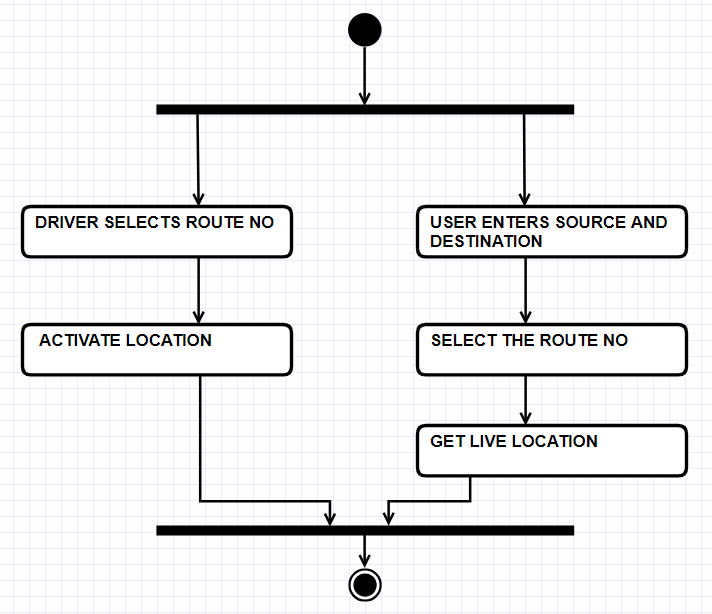 DRIVER SELECTS ROUTE NO
ACTIVATE LOCATION
USER ENTERS SOURCE AND
DESTINATION
SELECT THE ROUTE NO
GET LIVE LOCATION